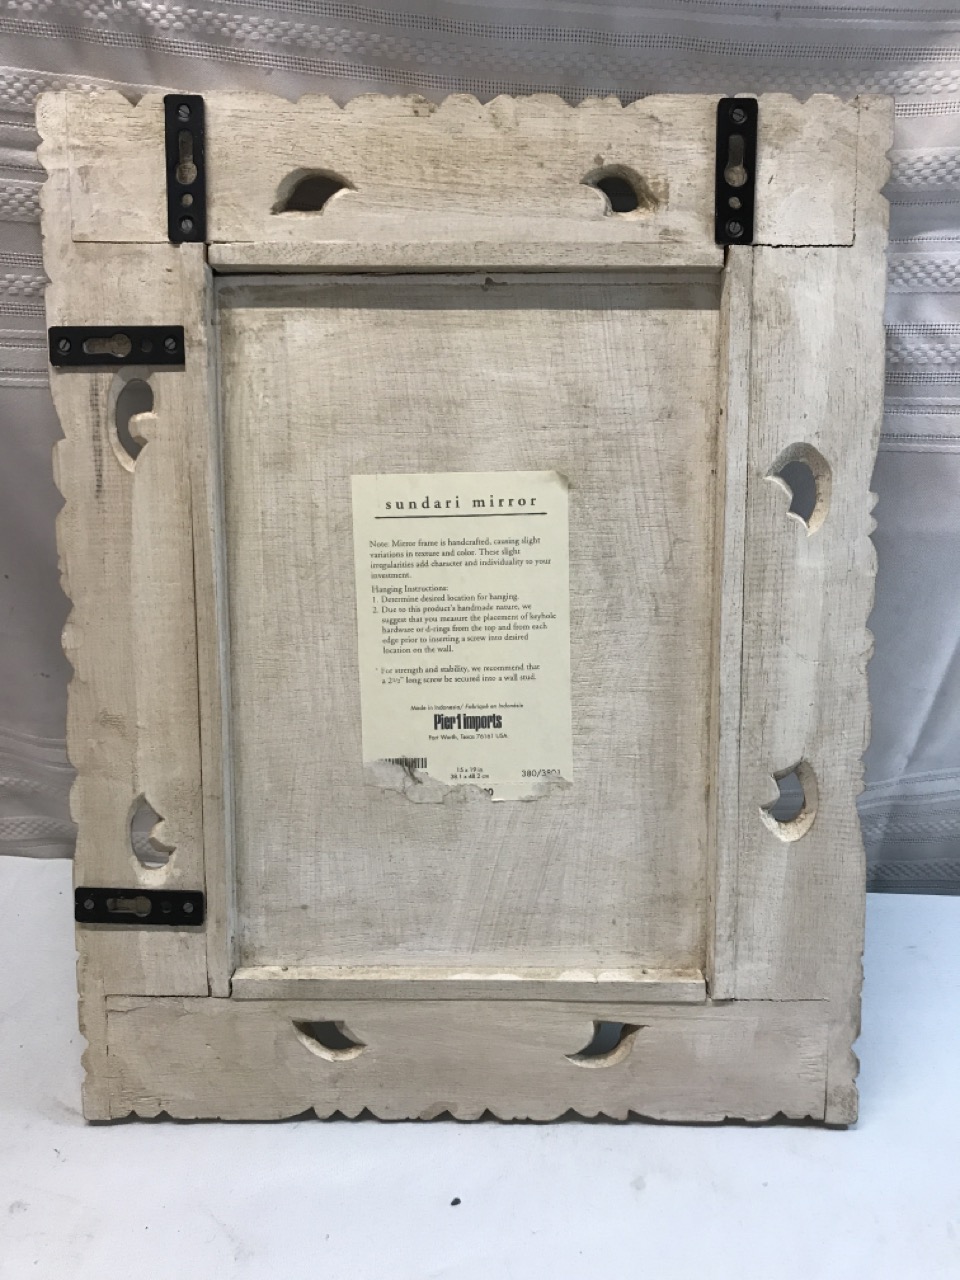 sundari mirror
Note: Mirror frame is handcrafted, causing slight
variations in texture and color. These slight
irregularities add character and individuality to your
investment.
Hanging Instructions:
1. Determine desired location for hanging.
2. Due to this product's handmade nature, we
suggest that you measure the placement of keyhole
hardware or d-rings from the top and from each
edge prior to inserting a screw into desired
location on the wall.
* For strength and stability, we recommend that
a long screw be secured into a wall stud.
Made in Indonesia/ Fabriqué en Indonésie
Pier 1 imports
Fort Worth, Texas 76161 USA
15 x 19 in.
38.1 x 48.2 cm